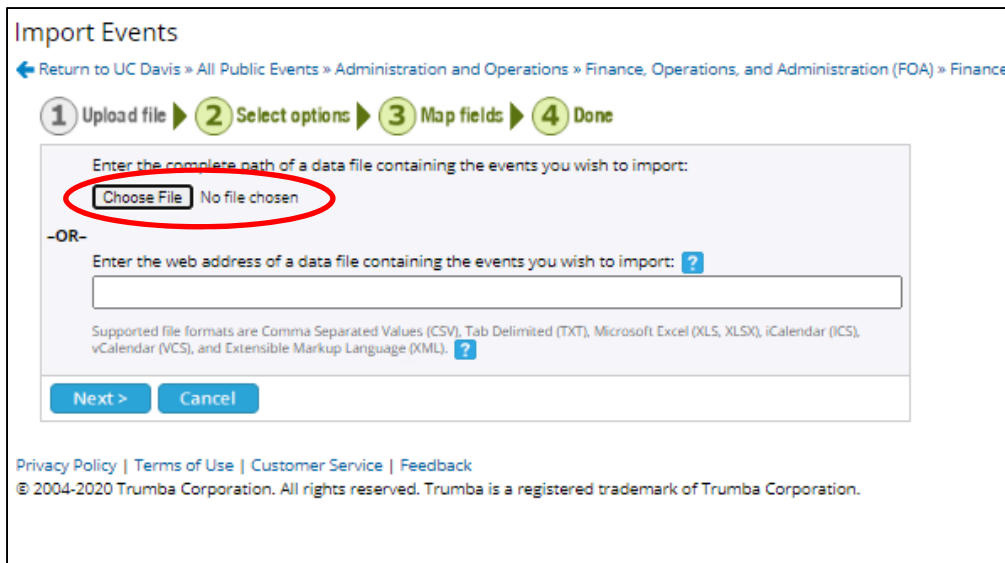 Import Events
Return to UC Davis » All Public Events » Administration and Operations » Finance, Operations, and Administration (FOA) » Finance
1 Upload file 2 Select options 3 Map fields 4 Done
Enter the complete path of a data file containing the events you wish to import:
Choose File No file chosen
–OR–
Enter the web address of a data file containing the events you wish to import: ?
Supported file formats are Comma Separated Values (CSV), Tab Delimited (TXT), Microsoft Excel (XLS, XLSX), iCalendar (ICS),
vCalendar (VCS), and Extensible Markup Language (XML). ?
Next > Cancel
Privacy Policy | Terms of Use | Customer Service | Feedback
© 2004-2020 Trumba Corporation. All rights reserved. Trumba is a registered trademark of Trumba Corporation.